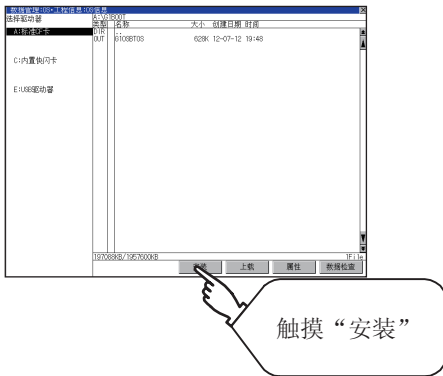 数据管理:OS·工程信息:OS信息
选择驱动器
A:\G1BOOT
类型 名称 大小 创建日期 时间
A:标准CF卡
DIR ..
OUT G1OSBTOS 628K 12-07-12 19:48
C:内置快闪卡
E:USB驱动器
197088KB/1957600KB 1File
安装 上载 属性 数据检查
触摸“安装”